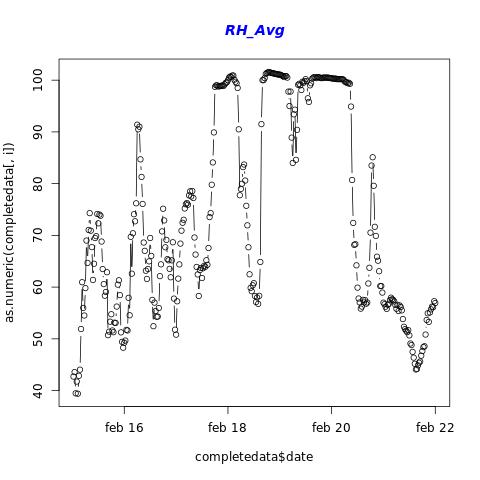 RH_Avg
as.numeric(completedata[, i])
100
90
80
70
60
50
40
feb 16
feb 18
feb 20
feb 22
completedata$date